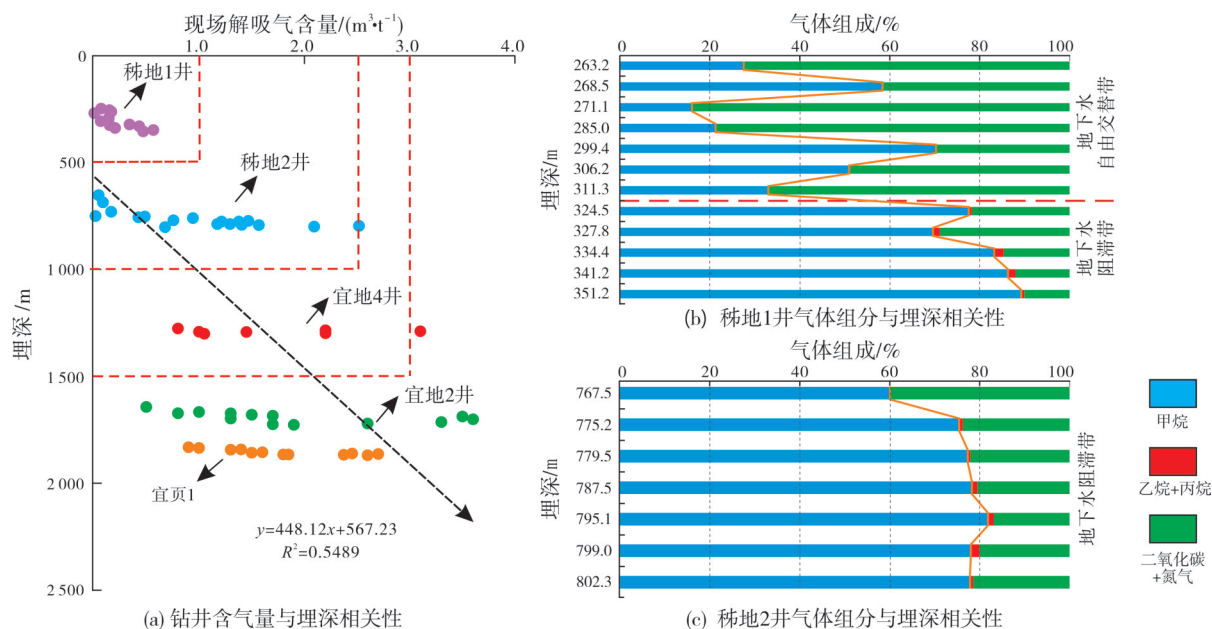 现场解吸气含量/(m³·t⁻¹)
0 1.0 2.0 3.0 4.0
秭地1井
500
秭地2井
1 000
宜地4井
1 500
宜地2井
宜页1
2 000
y=448.12x+567.23
R²=0.5489
2 500
埋深/m
(a) 钻井含气量与埋深相关性
气体组成/%
0 20 40 60 80 100
263.2
268.5
271.1
285.0
299.4
306.2
311.3
324.5
327.8
334.4
341.2
351.2
埋深/m
地下水
自由交替带
地下水
阻滞带
(b) 秭地1井气体组分与埋深相关性
气体组成/%
0 20 40 60 80 100
767.5
775.2
779.5
787.5
795.1
799.0
802.3
埋深/m
地下水阻滞带
(c) 秭地2井气体组分与埋深相关性
甲烷
乙烷+丙烷
二氧化碳
+氮气